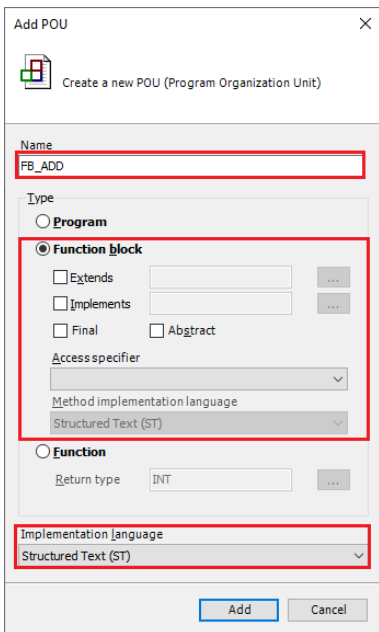 Add POU
Create a new POU (Program Organization Unit)
Name
FB_ADD
Type
Program
Function block
Extends
...
Implements
...
Final Abstract
Access specifier
Method implementation language
Structured Text (ST)
Function
Return type INT ...
Implementation language
Structured Text (ST)
Add Cancel